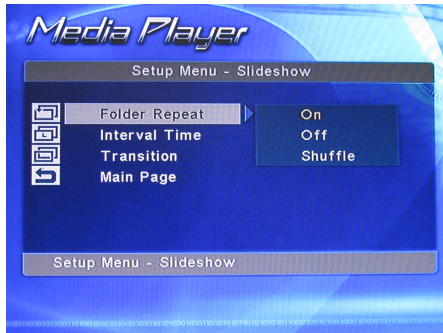 Media Player
Setup Menu - Slideshow
Folder Repeat
On
Interval Time
Off
Transition
Shuffle
Main Page
Setup Menu - Slideshow